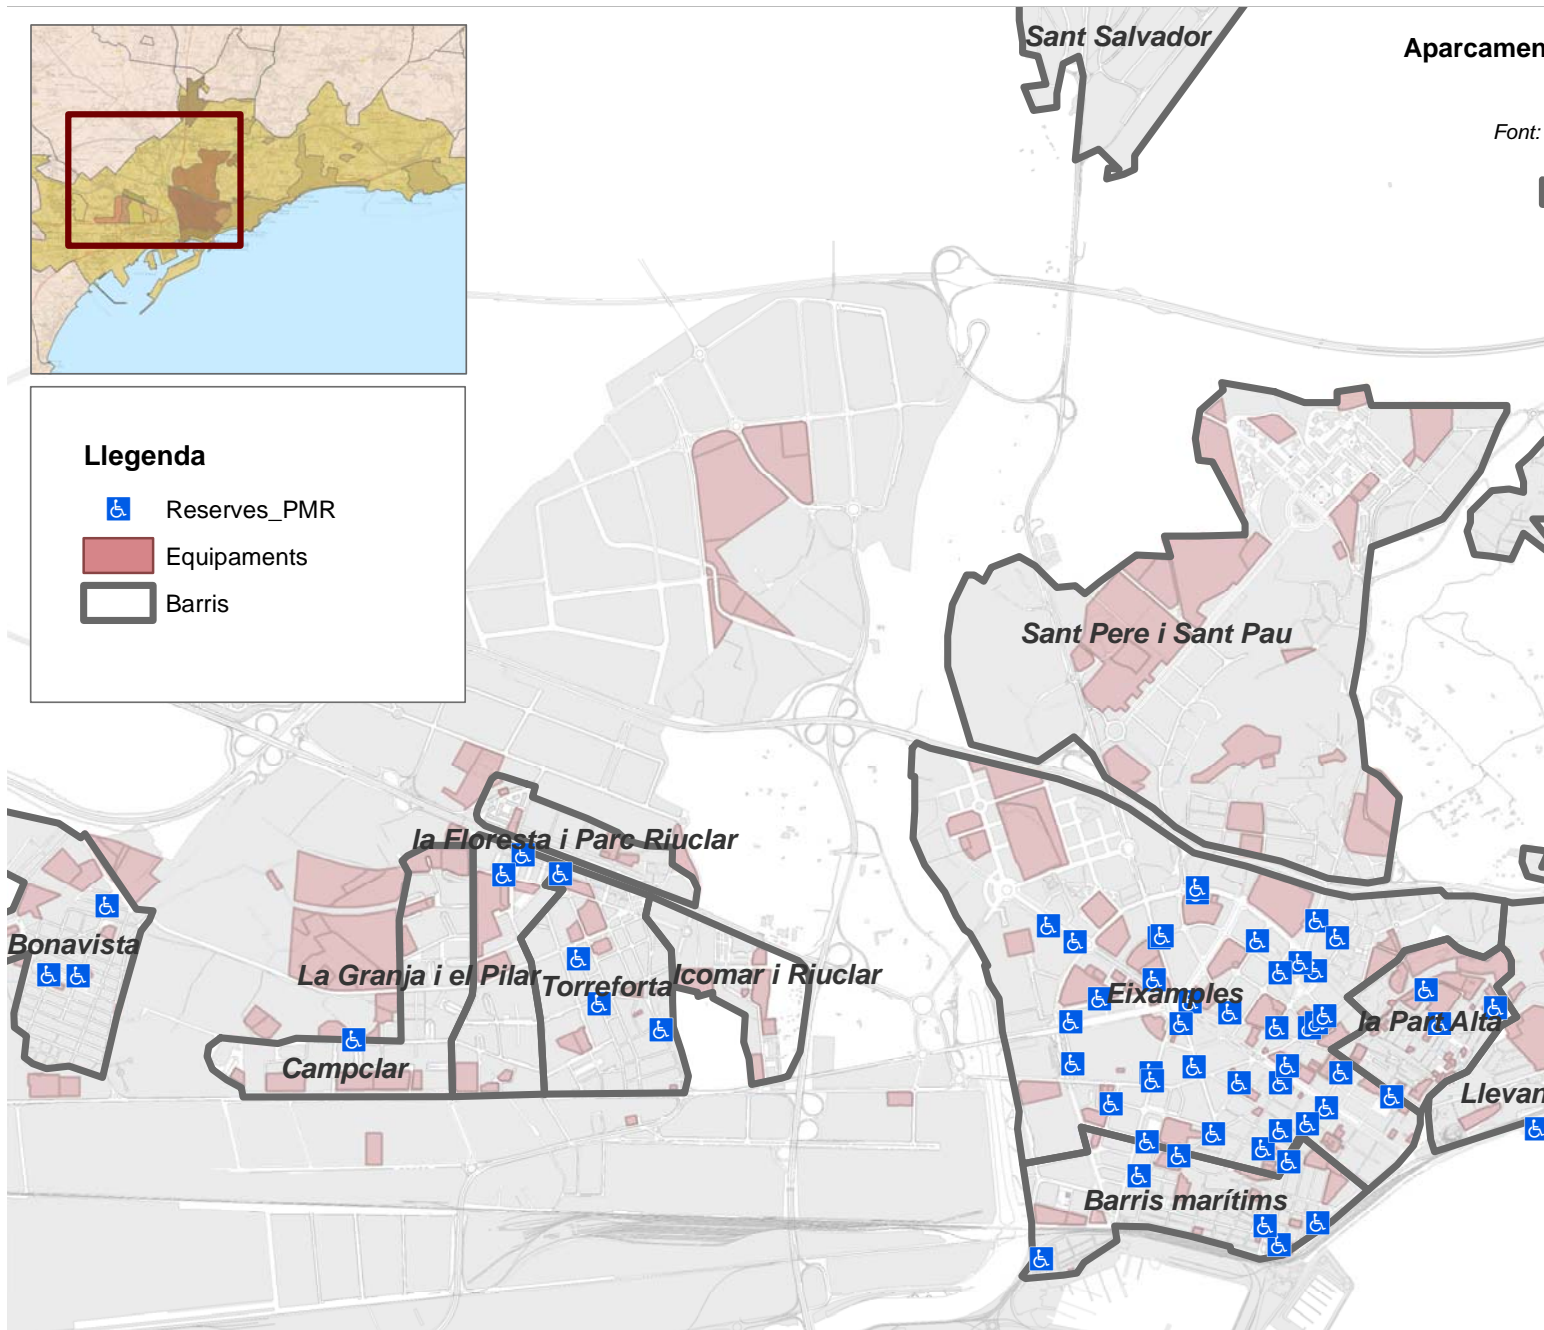 Sant Salvador
Aparcamen
Font:
Llegenda
Reserves_PMR
Equipaments
Barris
Sant Pere i Sant Pau
la Floresta i Parc Riuclar
Bonavista
La Granja i el Pilar
Torreforta
Icomar i Riuclar
Eixamples
la Part Alta
Campclar
Llevan
Barris marítims